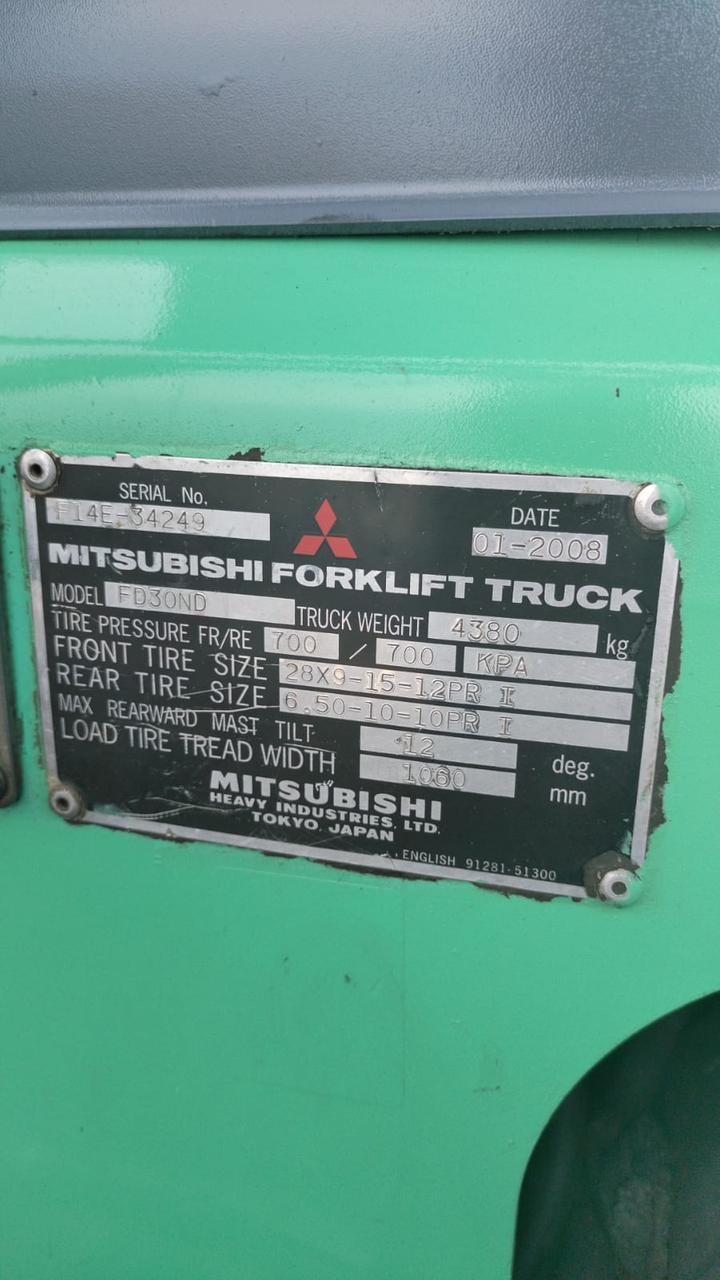 SERIAL No.
F14E-34249
DATE
01-2008
MITSUBISHI FORKLIFT TRUCK
MODEL FD30ND TRUCK WEIGHT 4380 kg
TIRE PRESSURE FR/RE 700 / 700 KPA
FRONT TIRE SIZE 28X9-15-12PR I
REAR TIRE SIZE 6.50-10-10PR I
MAX REARWARD MAST TILT 12 deg.
LOAD TIRE TREAD WIDTH 1060 mm
MITSUBISHI
HEAVY INDUSTRIES, LTD.
TOKYO, JAPAN
ENGLISH 91281-51300